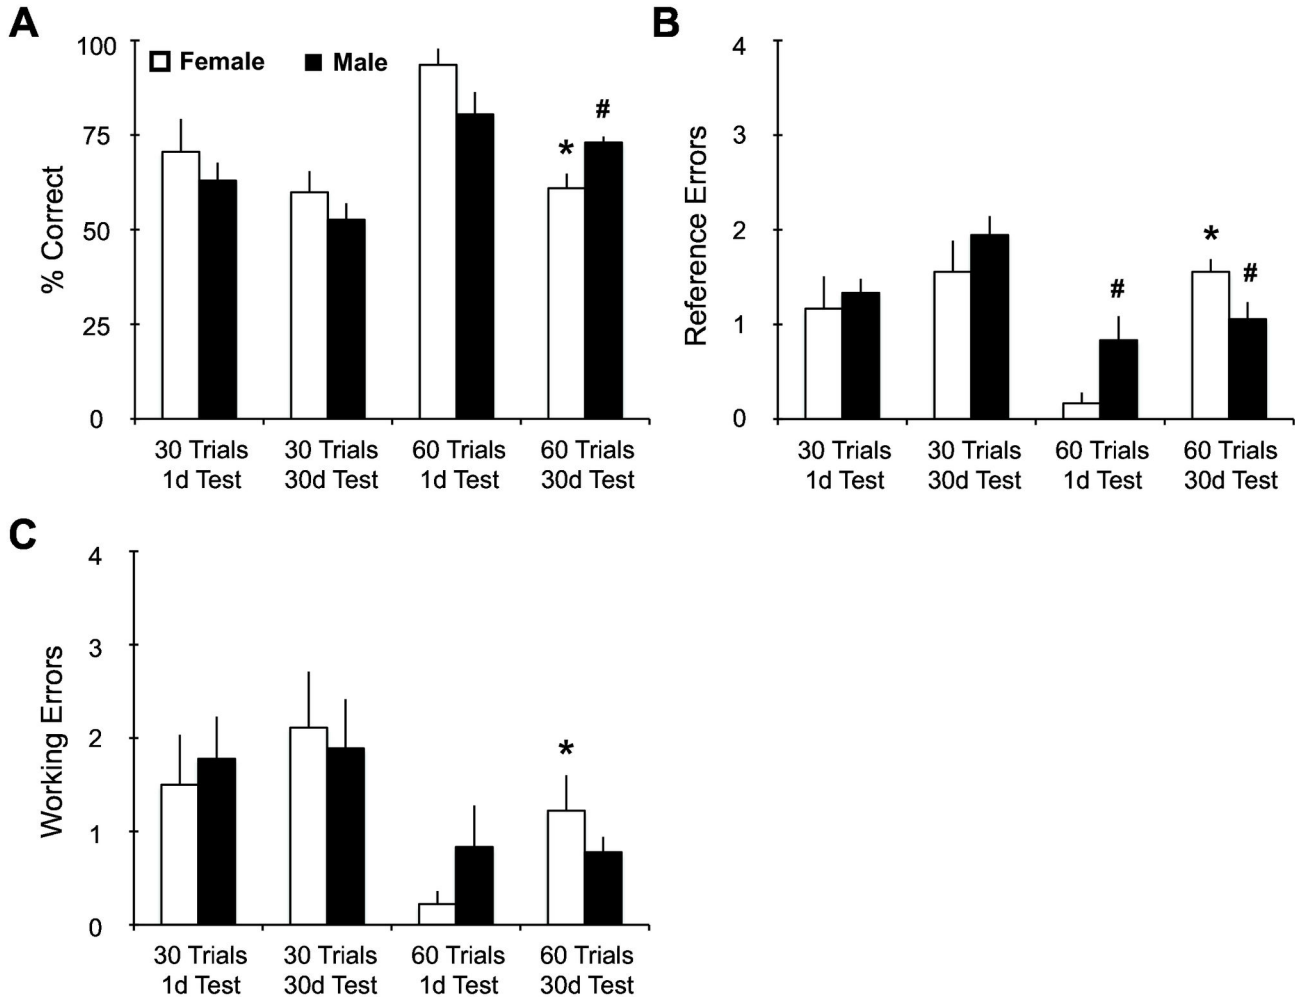 A
100
75
50
25
0
% Correct
Female
Male
*
#
30 Trials
1d Test
30 Trials
30d Test
60 Trials
1d Test
60 Trials
30d Test
B
4
3
2
1
0
Reference Errors
#
*
#
30 Trials
1d Test
30 Trials
30d Test
60 Trials
1d Test
60 Trials
30d Test
C
4
3
2
1
0
Working Errors
*
30 Trials
1d Test
30 Trials
30d Test
60 Trials
1d Test
60 Trials
30d Test